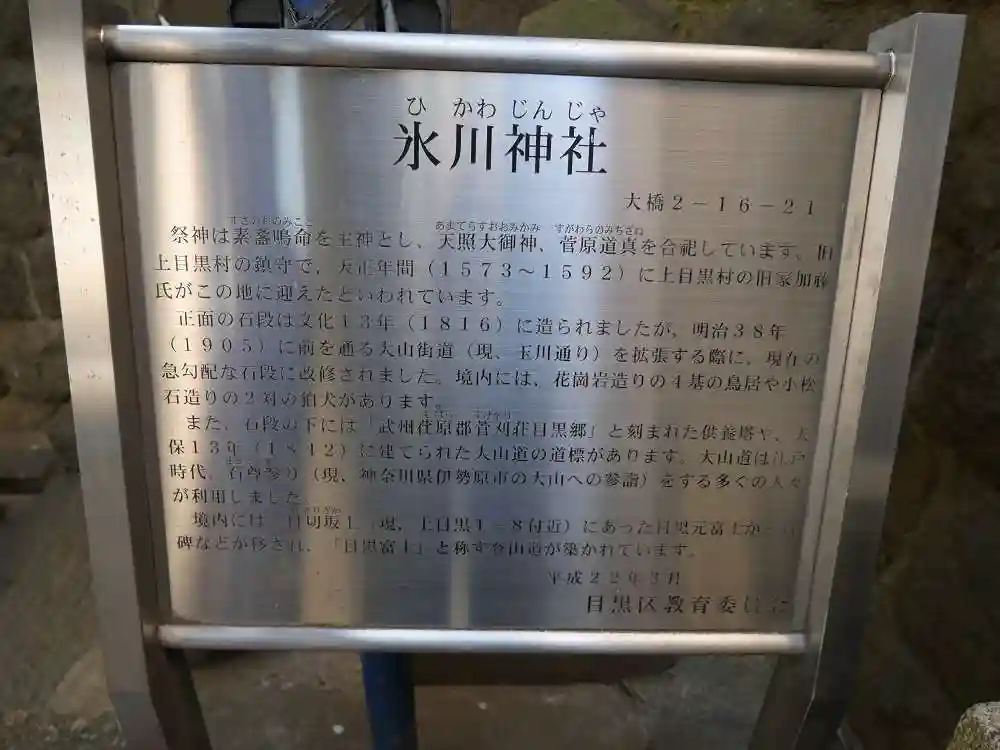 ひ かわ じん じゃ
氷川神社
大橋２－１６－２１
すさのおのみこと あまてらすおおみかみ すがわらのみちざね
祭神は素盞嗚命を主神とし、天照大御神、菅原道真を合祀しています。旧
上目黒村の鎮守で、天正年間（１５７３～１５９２）に上目黒村の旧家加藤
氏がこの地に迎えたといわれています。
正面の石段は文化１３年（１８１６）に造られましたが、明治３８年
（１９０５）に前を通る大山街道（現、玉川通り）を拡張する際に、現在の
急勾配な石段に改修されました。境内には、花崗岩造りの４基の鳥居や小松
石造りの２対の狛犬があります。
また、石段の下には「武州荏原郡菅刈荘目黒郷」と刻まれた供養塔や、天
保１３年（１８４２）に建てられた大山道の道標があります。大山道は江戸
時代、石尊参り（現、神奈川県伊勢原市の大山への参詣）をする多くの人々
が利用しました。
境内には 目切坂上（現、上目黒１－８付近）にあった目黒元富士から
碑などが移され、「目黒富士」と称す登山道が築かれています。
平成２２年３月
目黒区教育委員会